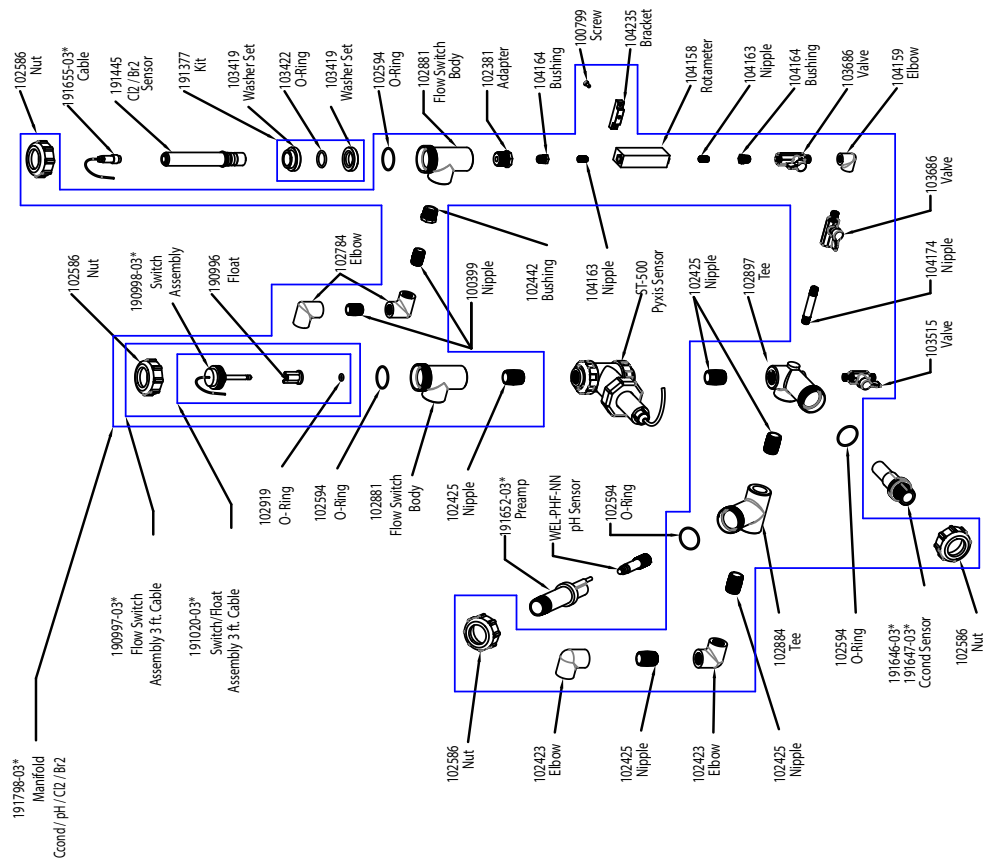 102586
Nut
191655-03*
Cable
191445
Cl2 / Br2
Sensor
191377
Kit
103419
Washer Set
103422
O-Ring
103419
Washer Set
102594
O-Ring
102881
Flow Switch
Body
102381
Adapter
104164
Bushing
100799
Screw
104235
Bracket
104158
Rotameter
104163
Nipple
104164
Bushing
103686
Valve
104159
Elbow
102586
Nut
190998-03*
Switch
Assembly
190996
Float
102784
Elbow
100399
Nipple
102442
Bushing
104163
Nipple
ST-500
Pyxis Sensor
102425
Nipple
102897
Tee
103686
Valve
104174
Nipple
103515
Valve
102919
O-Ring
102594
O-Ring
102881
Flow Switch
Body
102425
Nipple
191652-03*
Preamp
WEL-PHF-NN
pH Sensor
102594
O-Ring
190997-03*
Flow Switch
Assembly 3 ft. Cable
191020-03*
Switch/Float
Assembly 3 ft. Cable
102884
Tee
102594
O-Ring
191646-03*
191647-03*
Ccond Sensor
102586
Nut
191798-03*
Manifold
Ccond / pH / Cl2 / Br2
102586
Nut
102423
Elbow
102425
Nipple
102423
Elbow
102425
Nipple